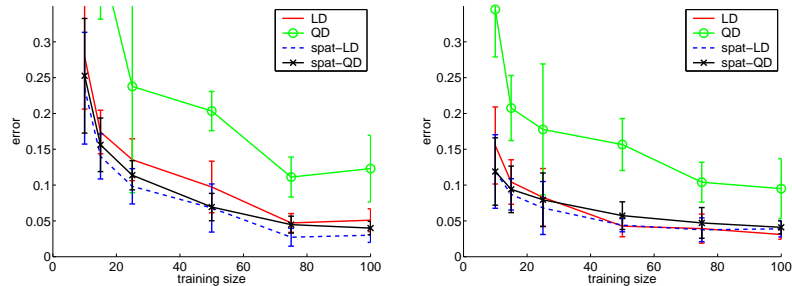 LD
QD
spat−LD
spat−QD
0.3
0.25
0.2
0.15
0.1
0.05
0
error
0 20 40 60 80 100
training size
LD
QD
spat−LD
spat−QD
0.3
0.25
0.2
0.15
0.1
0.05
0
error
0 20 40 60 80 100
training size